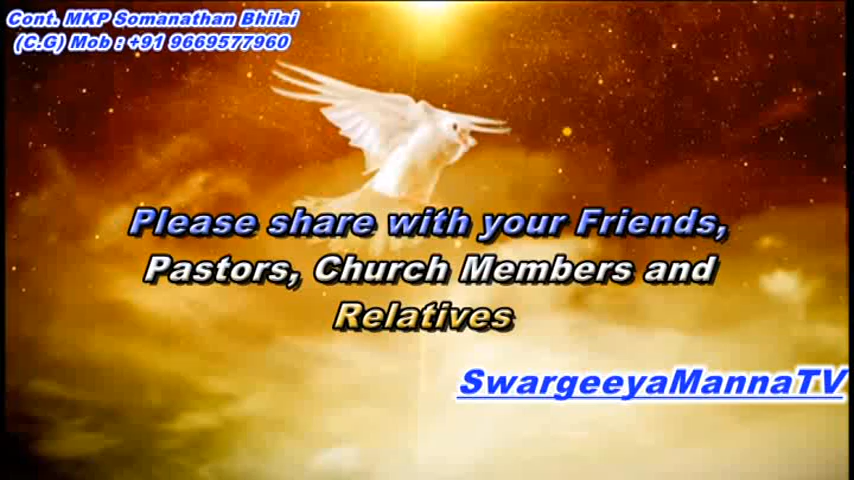 Cont. MKP Somanathan Bhilai
(C.G) Mob : +91 9669577960
Please share with your Friends,
Pastors, Church Members and
Relatives
SwargeeyaMannaTV